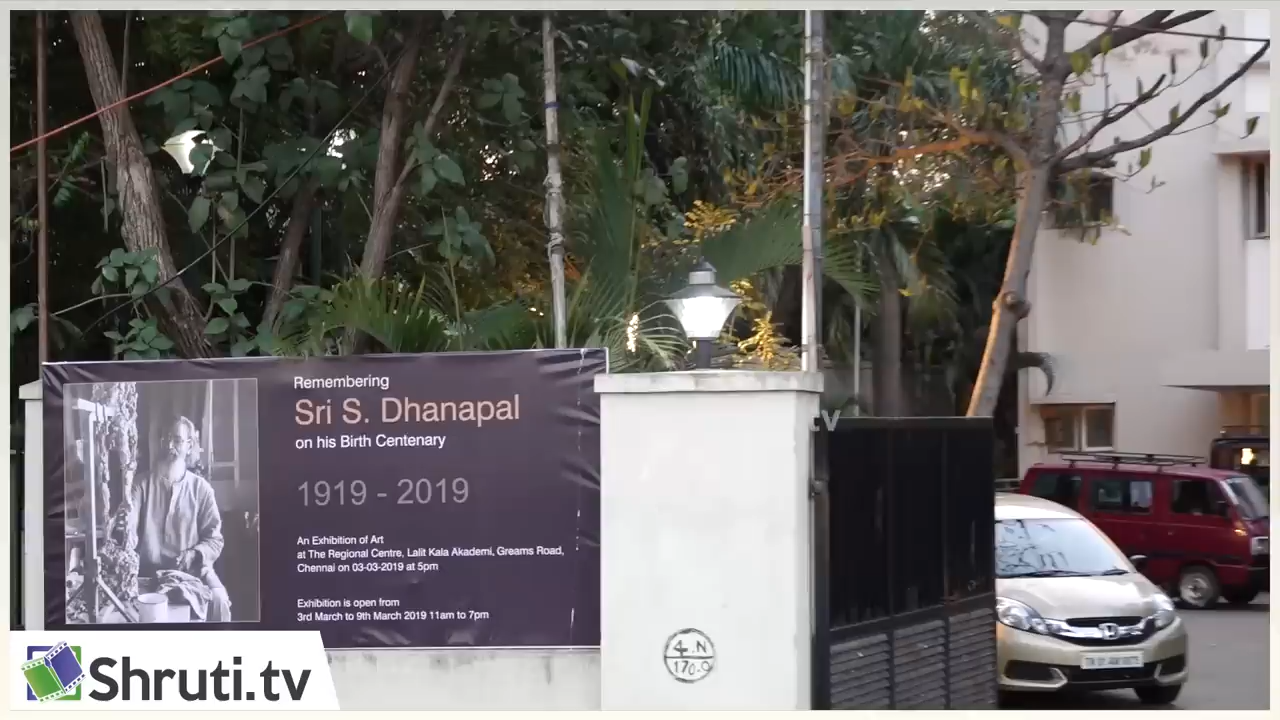 Remembering
Sri S. Dhanapal
on his Birth Centenary
1919 - 2019
An Exhibition of Art
at The Regional Centre, Lalit Kala Akademi, Greams Road,
Chennai on 03-03-2019 at 5pm
Exhibition is open from
3rd March to 9th March 2019 11am to 7pm
tv
4.N
Shruti.tv